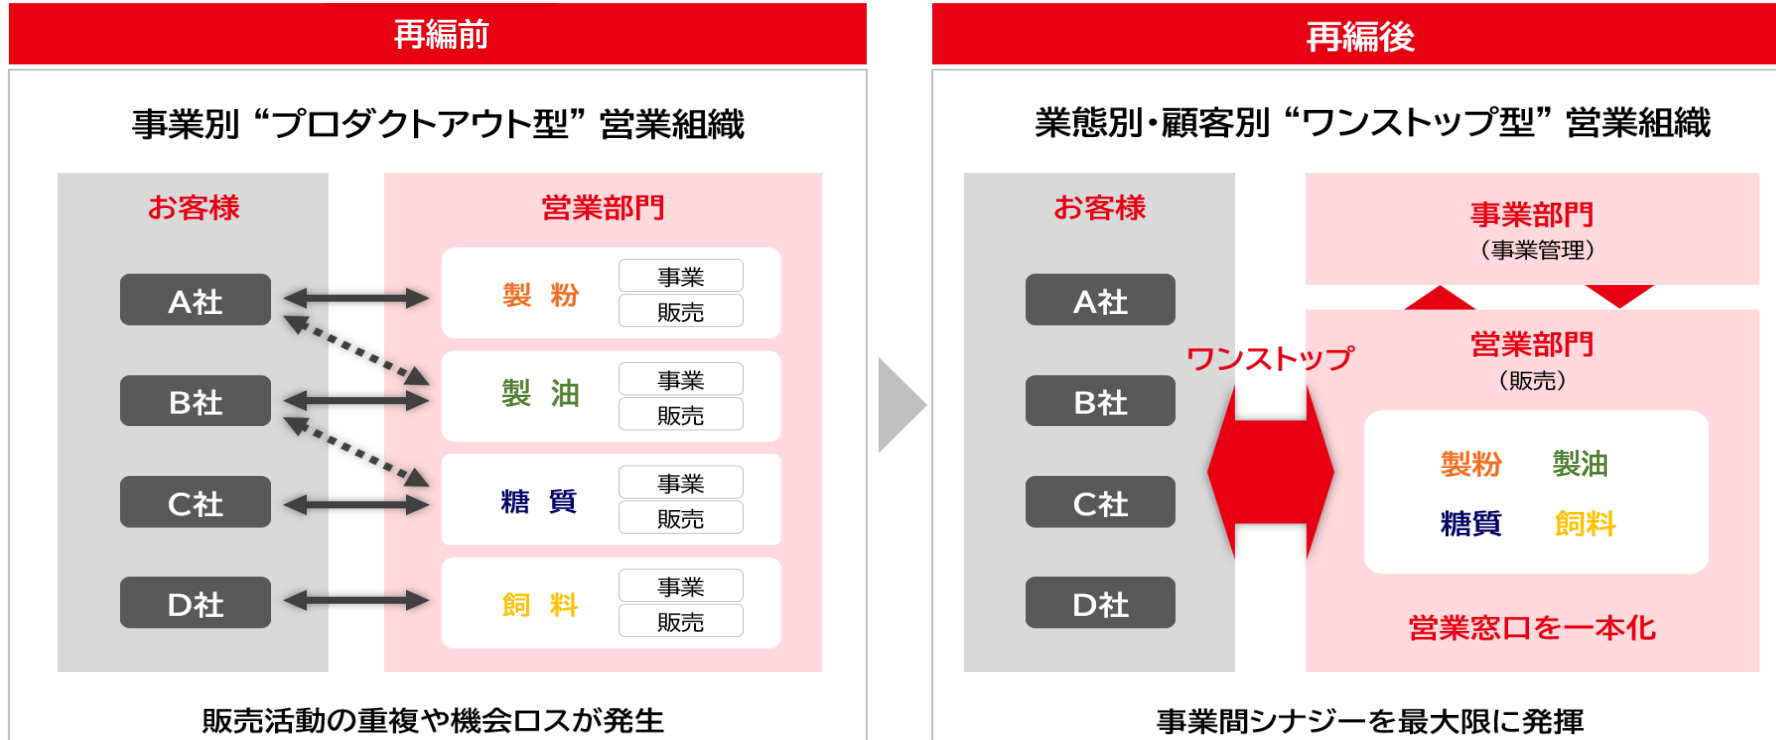 再編前
事業別 “プロダクトアウト型” 営業組織
お客様
A社
B社
C社
D社
営業部門
製 粉
事業
販売
製 油
事業
販売
糖 質
事業
販売
飼 料
事業
販売
販売活動の重複や機会ロスが発生
再編後
業態別・顧客別 “ワンストップ型” 営業組織
お客様
A社
B社
C社
D社
ワンストップ
事業部門
（事業管理）
営業部門
（販売）
製粉 製油
糖質 飼料
営業窓口を一本化
事業間シナジーを最大限に発揮